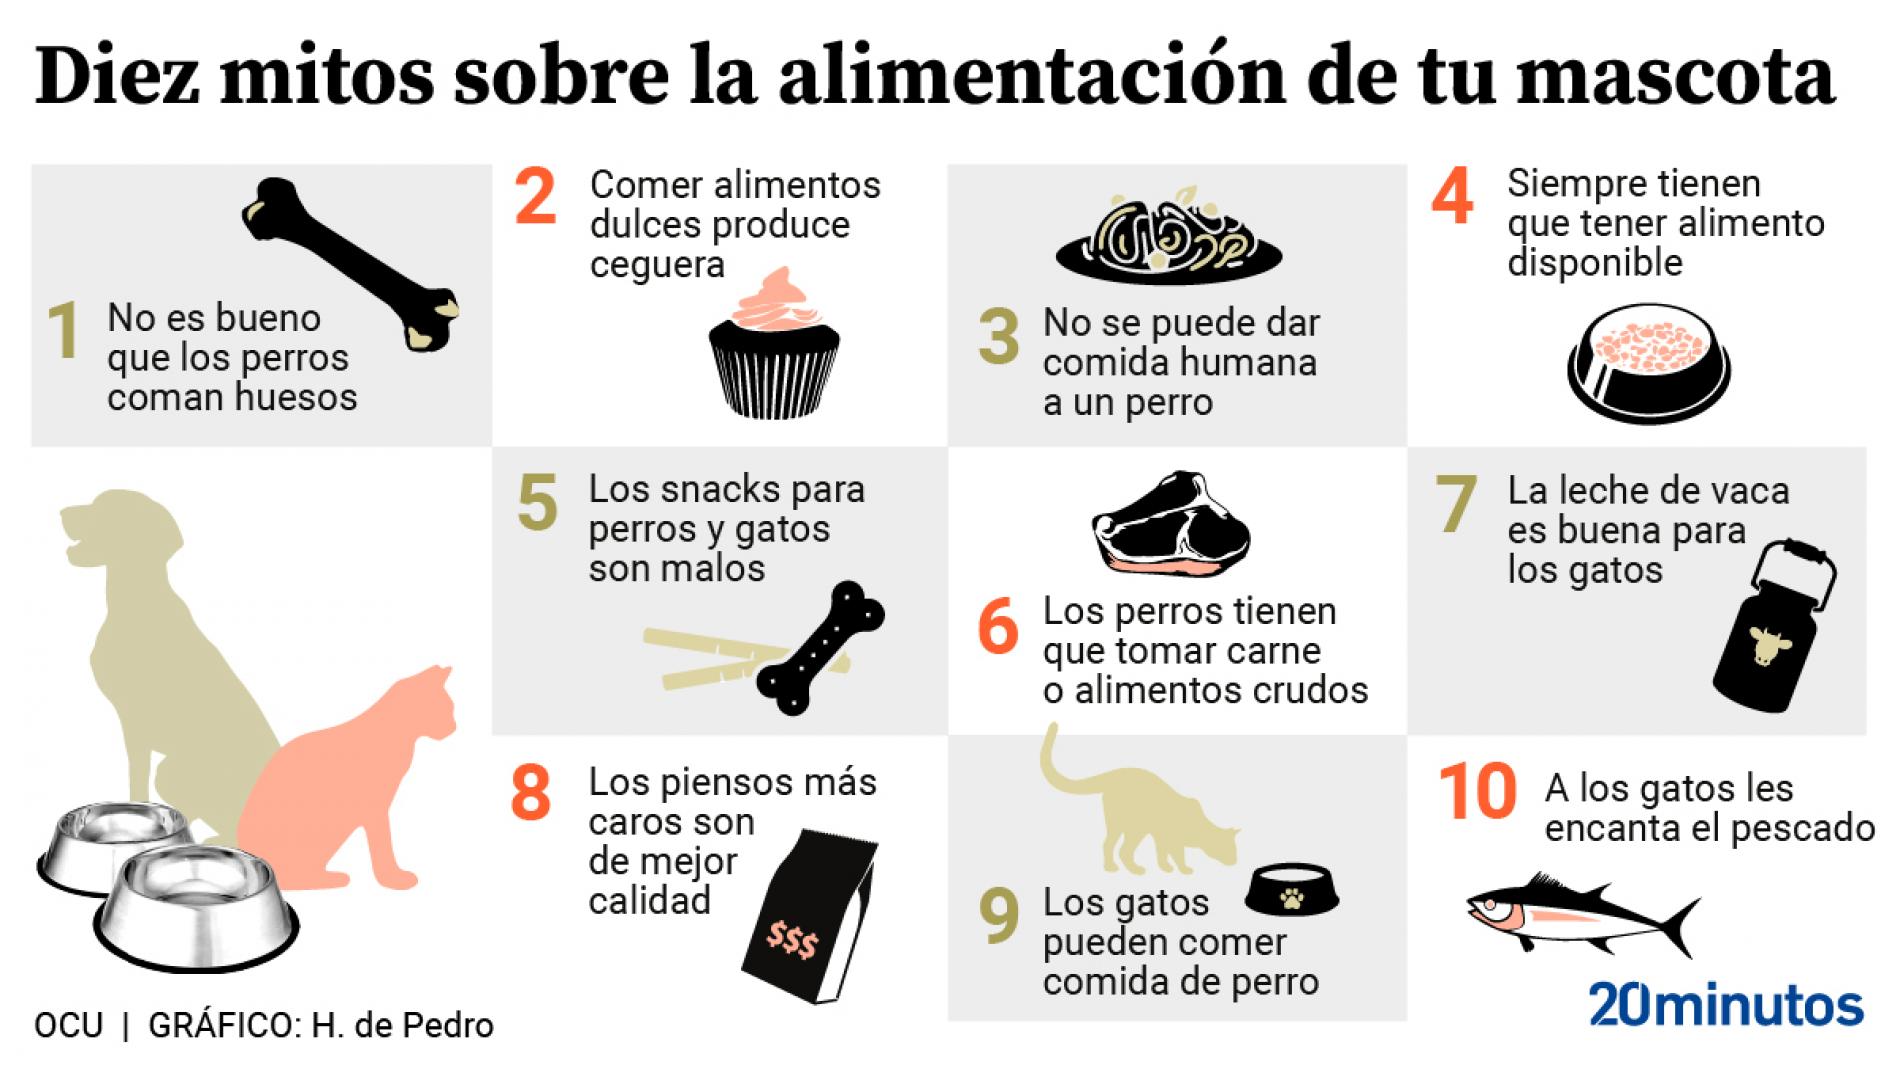 Diez mitos sobre la alimentación de tu mascota
1
No es bueno
que los perros
coman huesos
2
Comer alimentos
dulces produce
ceguera
3
No se puede dar
comida humana
a un perro
4
Siempre tienen
que tener alimento
disponible
5
Los snacks para
perros y gatos
son malos
6
Los perros tienen
que tomar carne
o alimentos crudos
7
La leche de vaca
es buena para
los gatos
8
Los piensos más
caros son
de mejor
calidad
$$$
9
Los gatos
pueden comer
comida de perro
10
A los gatos les
encanta el pescado
OCU | GRÁFICO: H. de Pedro
20minutos